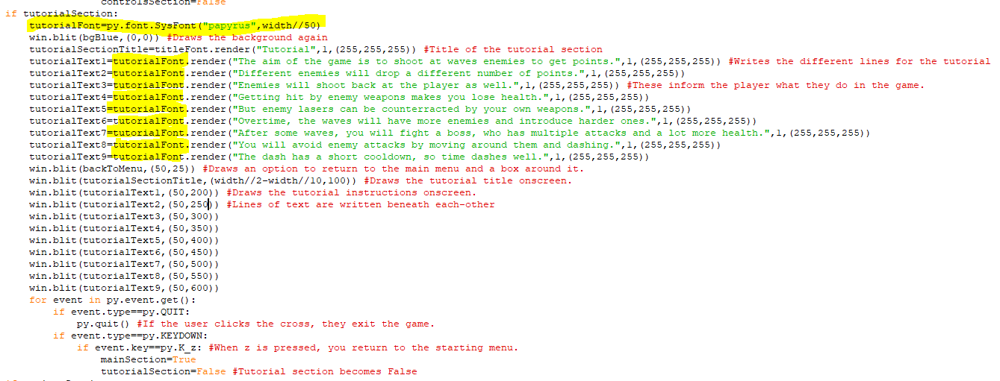 controlsSection=False
if tutorialSection:
    tutorialFont=py.font.SysFont("papyrus",width//50)
    win.blit(bgBlue,(0,0)) #Draws the background again
    tutorialSectionTitle=titleFont.render("Tutorial",1,(255,255,255)) #Title of the tutorial section
    tutorialText1=tutorialFont.render("The aim of the game is to shoot at waves enemies to get points.",1,(255,255,255)) #Writes the different lines for the tutorial
    tutorialText2=tutorialFont.render("Different enemies will drop a different number of points.",1,(255,255,255))
    tutorialText3=tutorialFont.render("Enemies will shoot back at the player as well.",1,(255,255,255)) #These inform the player what they do in the game.
    tutorialText4=tutorialFont.render("Getting hit by enemy weapons makes you lose health.",1,(255,255,255))
    tutorialText5=tutorialFont.render("But enemy lasers can be counterracted by your own weapons.",1,(255,255,255))
    tutorialText6=tutorialFont.render("Overtime, the waves will have more enemies and introduce harder ones.",1,(255,255,255))
    tutorialText7=tutorialFont.render("After some waves, you will fight a boss, who has multiple attacks and a lot more health.",1,(255,255,255))
    tutorialText8=tutorialFont.render("You will avoid enemy attacks by moving around them and dashing.",1,(255,255,255))
    tutorialText9=tutorialFont.render("The dash has a short cooldown, so time dashes well.",1,(255,255,255))
    win.blit(backToMenu,(50,25)) #Draws an option to return to the main menu and a box around it.
    win.blit(tutorialSectionTitle,(width//2-width//10,100)) #Draws the tutorial title onscreen.
    win.blit(tutorialText1,(50,200)) #Draws the tutorial instructions onscreen.
    win.blit(tutorialText2,(50,250)) #Lines of text are written beneath each-other
    win.blit(tutorialText3,(50,300))
    win.blit(tutorialText4,(50,350))
    win.blit(tutorialText5,(50,400))
    win.blit(tutorialText6,(50,450))
    win.blit(tutorialText7,(50,500))
    win.blit(tutorialText8,(50,550))
    win.blit(tutorialText9,(50,600))
    for event in py.event.get():
        if event.type==py.QUIT:
            py.quit() #If the user clicks the cross, they exit the game.
        if event.type==py.KEYDOWN:
            if event.key==py.K_z: #When z is pressed, you return to the starting menu.
                mainSection=True
                tutorialSection=False #Tutorial section becomes False